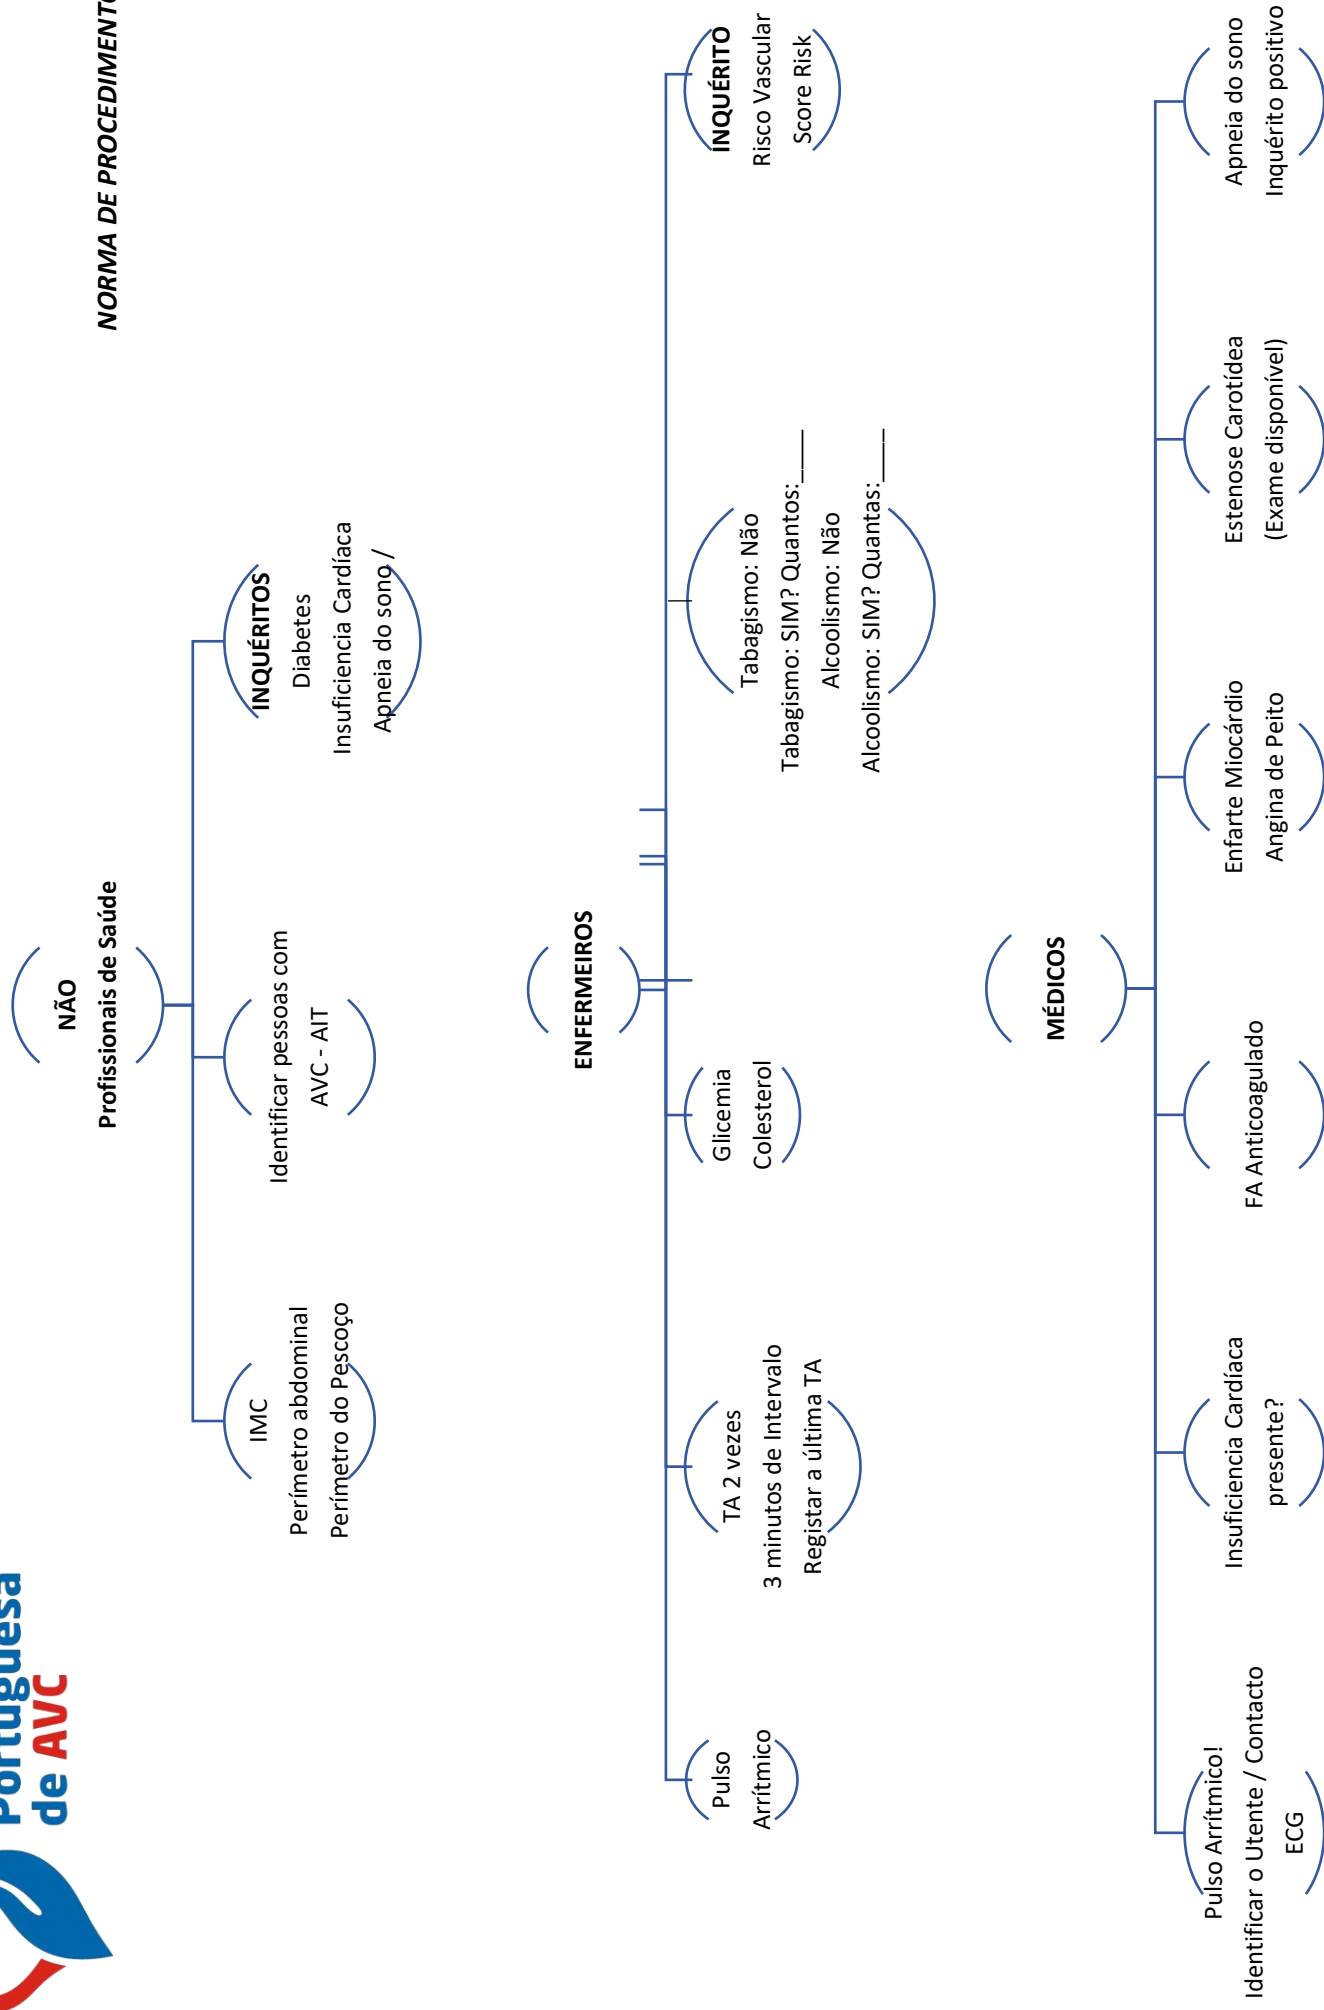 Portuguesa
de AVC
NORMA DE PROCEDIMENTO
NÃO
Profissionais de Saúde
IMC
Perímetro abdominal
Perímetro do Pescoço
Identificar pessoas com
AVC - AIT
INQUÉRITOS
Diabetes
Insuficiencia Cardíaca
Apneia do sono /
ENFERMEIROS
Pulso
Arrítmico
TA 2 vezes
3 minutos de Intervalo
Registar a última TA
Glicemia
Colesterol
Tabagismo: Não
Tabagismo: SIM? Quantos:____
Alcoolismo: Não
Alcoolismo: SIM? Quantas:____
INQUÉRITO
Risco Vascular
Score Risk
MÉDICOS
Pulso Arrítmico!
Identificar o Utente / Contacto
ECG
Insuficiencia Cardíaca
presente?
FA Anticoagulado
Enfarte Miocárdio
Angina de Peito
Estenose Carotídea
(Exame disponível)
Apneia do sono
Inquérito positivo